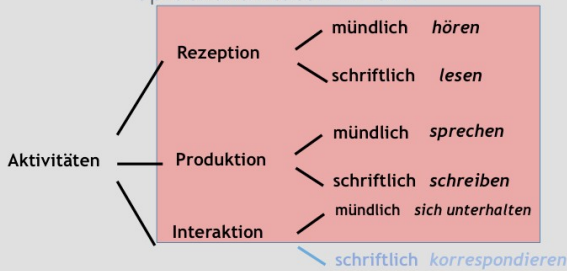 mündlich hören
Rezeption
schriftlich lesen
mündlich sprechen
Aktivitäten
Produktion
schriftlich schreiben
mündlich sich unterhalten
Interaktion
schriftlich korrespondieren